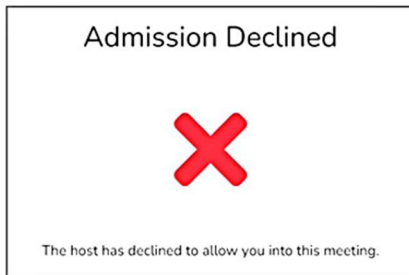 Admission Declined
The host has declined to allow you into this meeting.